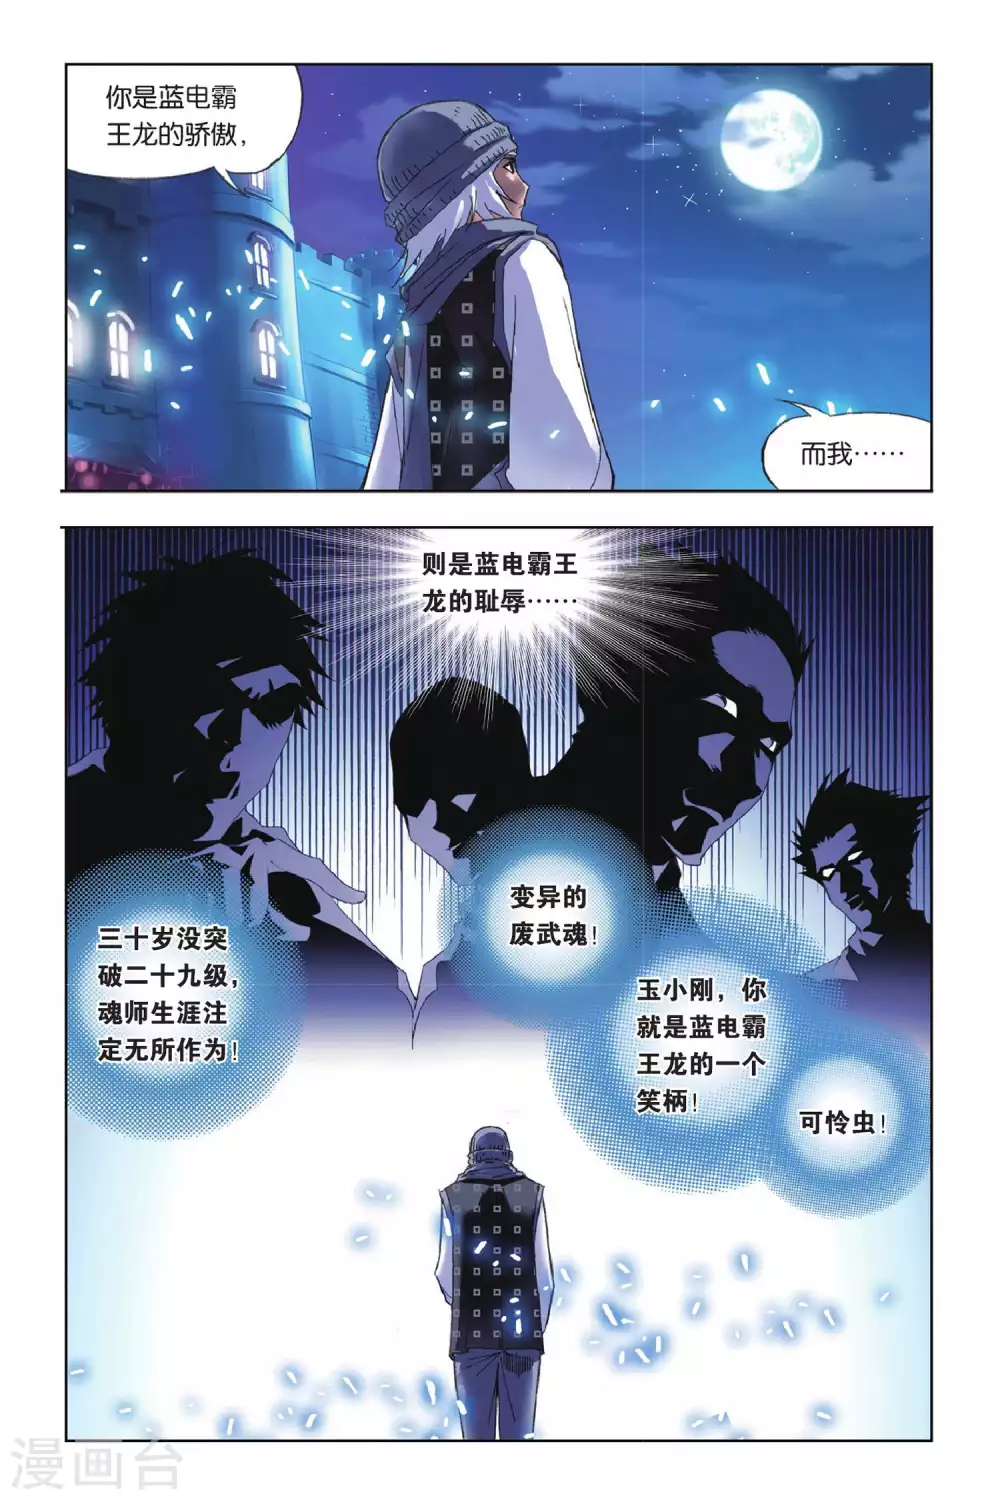 你是蓝电霸
王龙的骄傲，
而我……
则是蓝电霸王
龙的耻辱……
三十岁没突
破二十九级，
魂师生涯注
定无所作为！
变异的
废武魂！
玉小刚，你
就是蓝电霸
王龙的一个
笑柄！
可怜虫！
漫画台